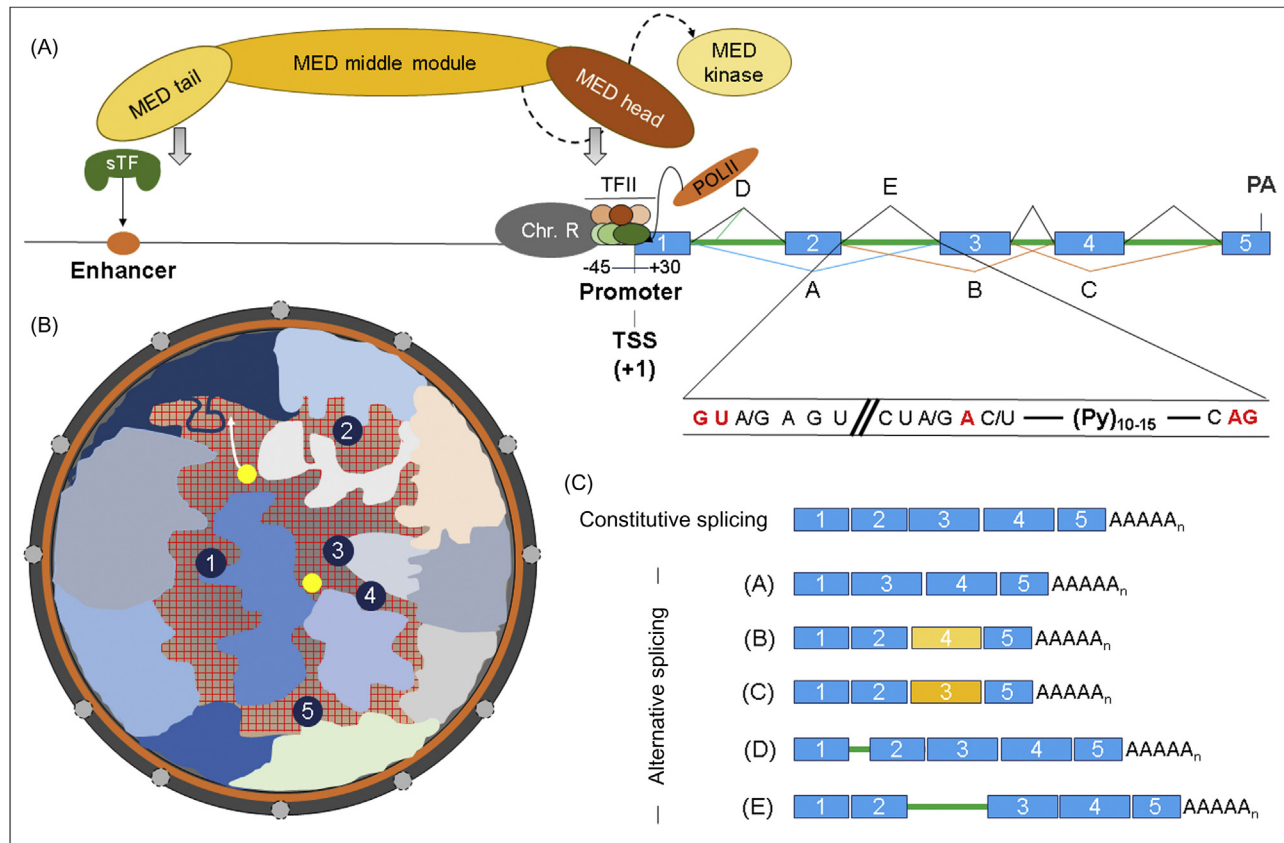 (A)
MED tail
MED middle module
MED head
MED
kinase
sTF
Enhancer
TFII
POLII
Chr. R
-45
+30
Promoter
TSS
(+1)
1
2
3
4
5
D
E
PA
A
B
C
G U A/G A G U // C U A/G A C/U — (Py)10-15 — C AG
(B)
1
2
3
4
5
(C)
Constitutive splicing 1 2 3 4 5 AAAAAn
Alternative splicing
(A) 1 3 4 5 AAAAAn
(B) 1 2 4 5 AAAAAn
(C) 1 2 3 5 AAAAAn
(D) 1 2 3 4 5 AAAAAn
(E) 1 2 3 4 5 AAAAAn